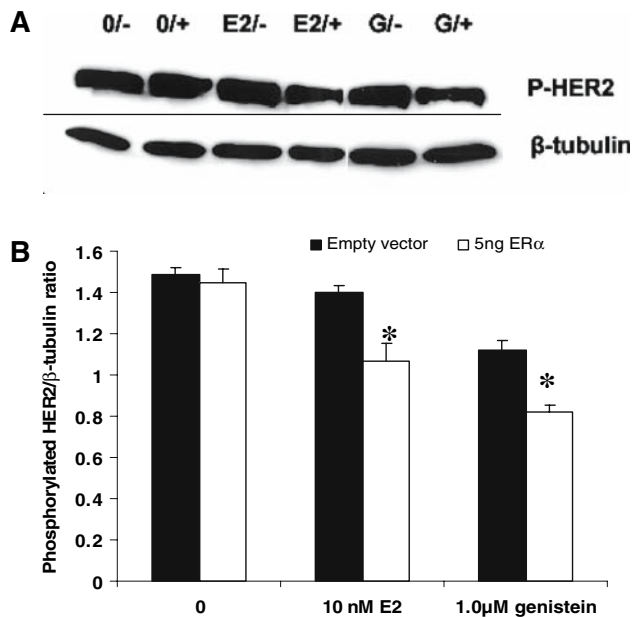 A
0/- 0/+ E2/- E2/+ G/- G/+
P-HER2
β-tubulin
B
Empty vector 5ng ERα
Phosphorylated HER2/β-tubulin ratio
1.6
1.4
1.2
1
0.8
0.6
0.4
0.2
0
*
*
0 10 nM E2 1.0µM genistein